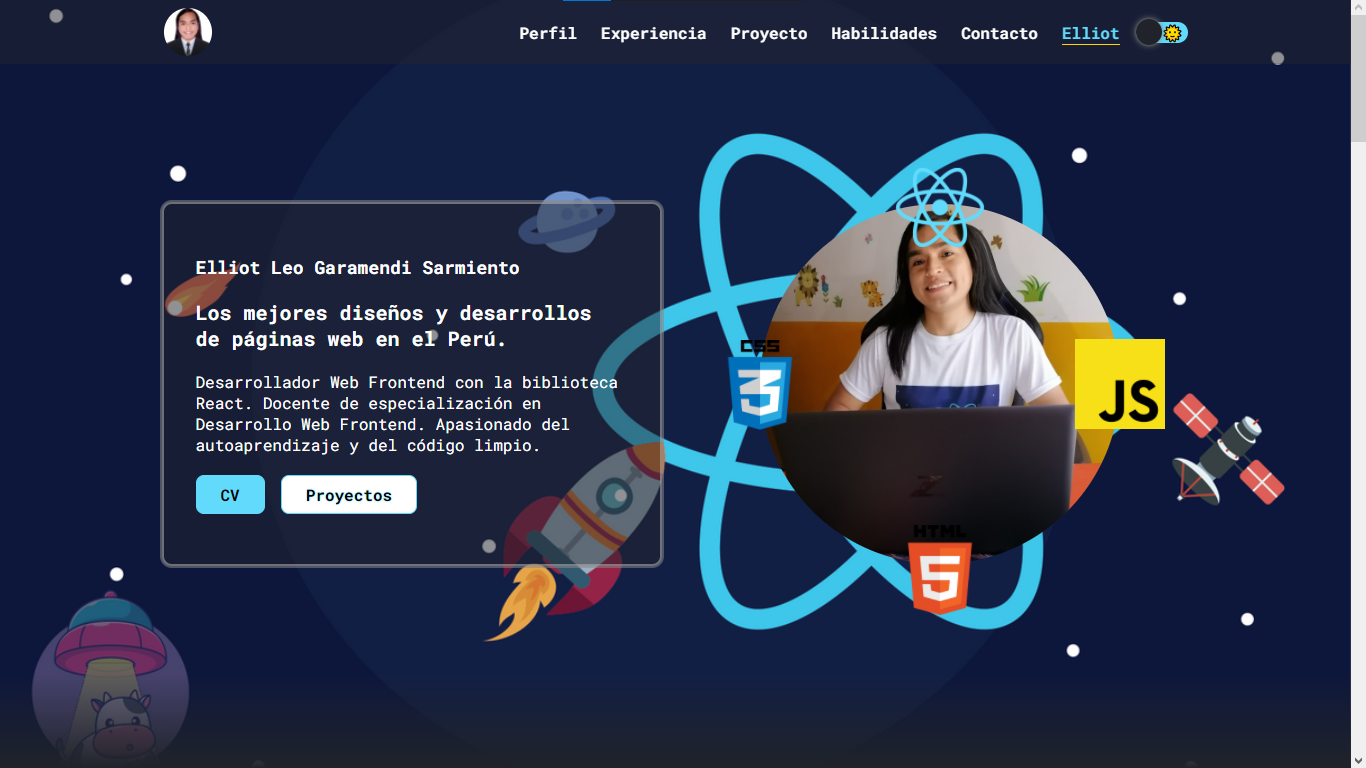 Perfil Experiencia Proyecto Habilidades Contacto Elliot
Elliot Leo Garamendi Sarmiento
Los mejores diseños y desarrollos
de páginas web en el Perú.
Desarrollador Web Frontend con la biblioteca
React. Docente de especialización en
Desarrollo Web Frontend. Apasionado del
autoaprendizaje y del código limpio.
CV Proyectos
CSS
3
JS
HTML
5